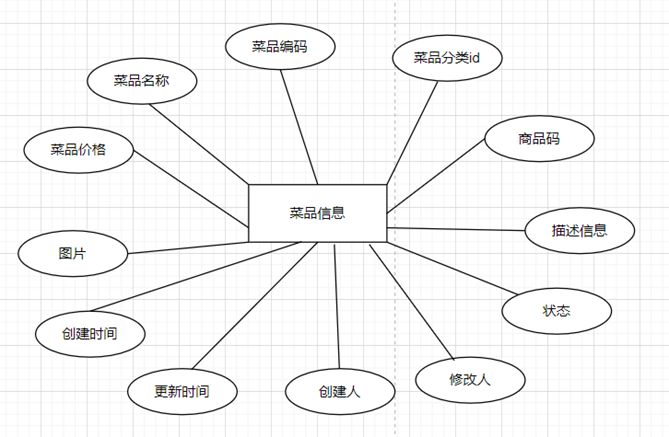 菜品编码
菜品分类id
菜品名称
商品码
菜品价格
菜品信息
描述信息
图片
状态
创建时间
修改人
更新时间
创建人